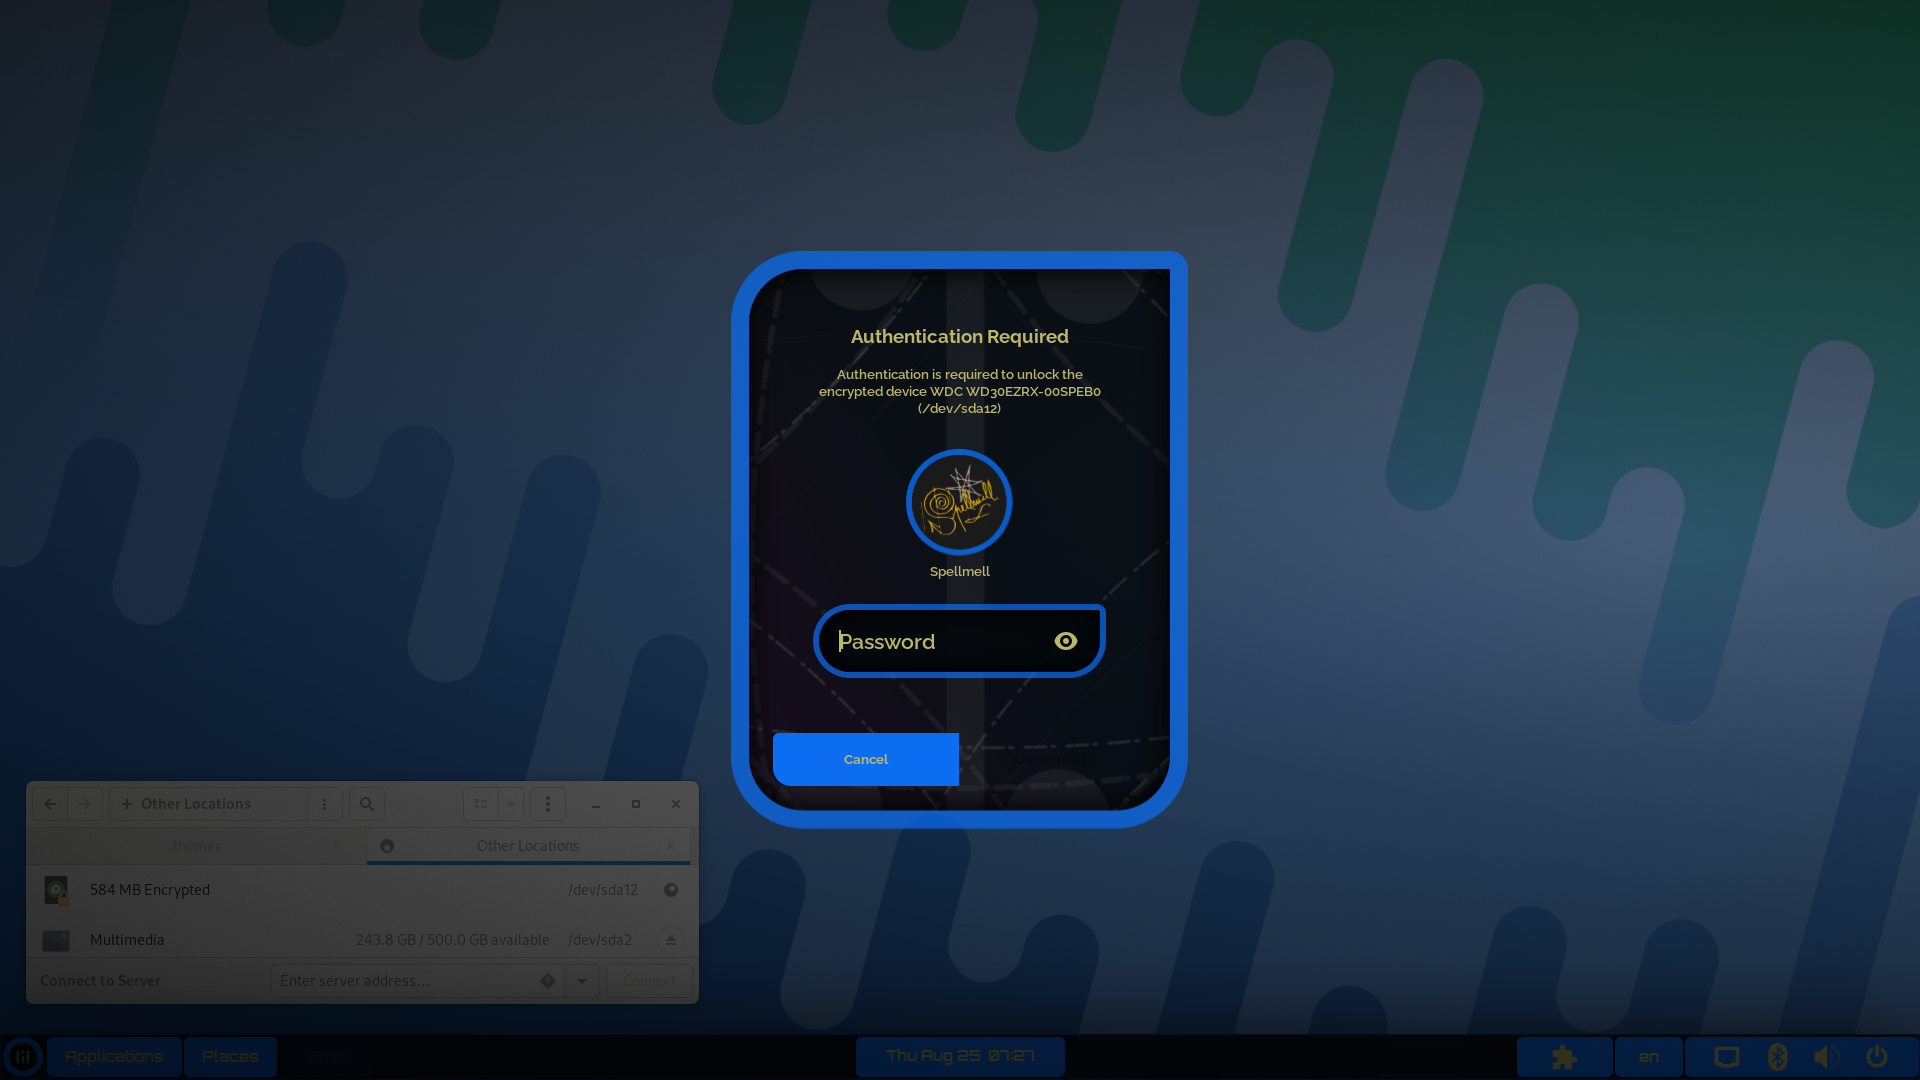 Authentication Required
Authentication is required to unlock the
encrypted device WDC WD30EZRX-00SPEB0
(/dev/sda12)
Spellmell
Spellmell
Password
Cancel
Other Locations
.themes
Other Locations
584 MB Encrypted /dev/sda12
Multimedia 243.8 GB / 500.0 GB available /dev/sda2
Connect to Server Enter server address... Connect
Applications Places Thu Aug 25 07:27 en